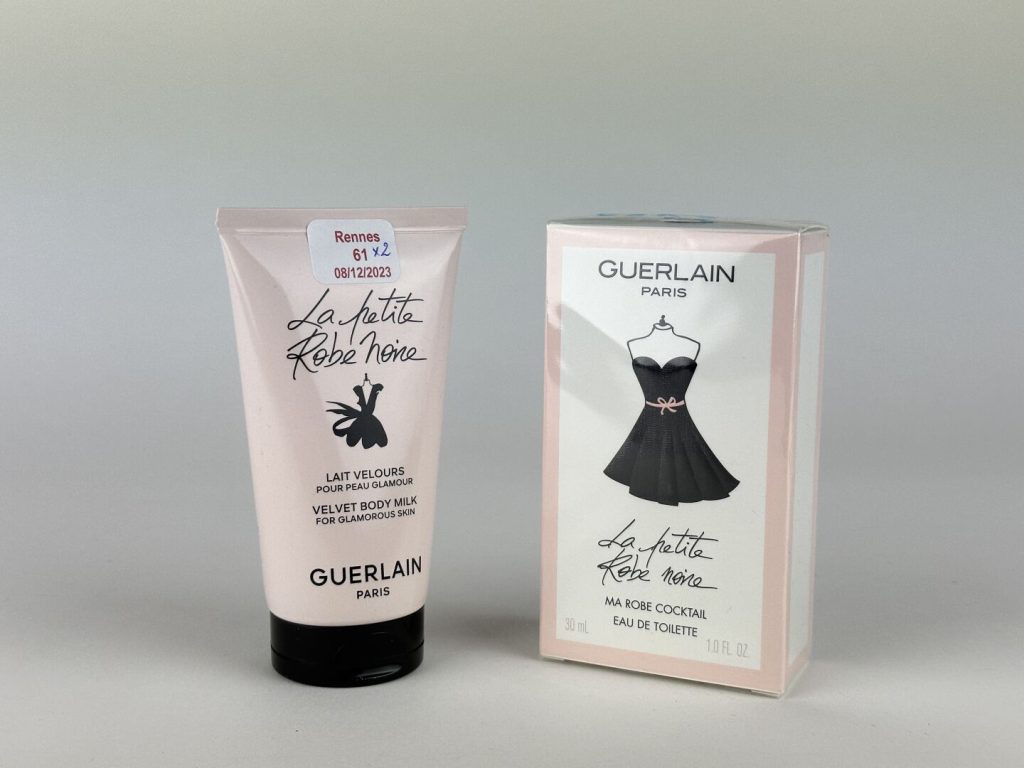 Rennes
61 x2
08/12/2023
La petite
Robe Noire
LAIT VELOURS
POUR PEAU GLAMOUR
VELVET BODY MILK
FOR GLAMOROUS SKIN
GUERLAIN
PARIS
GUERLAIN
PARIS
La petite
Robe noire
MA ROBE COCKTAIL
EAU DE TOILETTE
30 mL
1.0 FL. OZ.